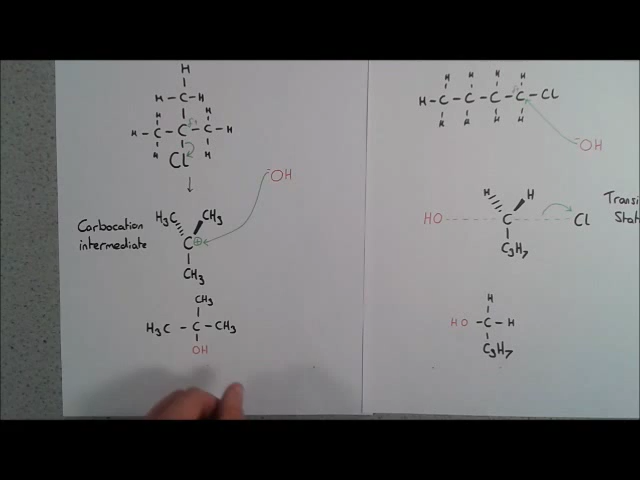 H
H - C - H
H - C - C - C - H
H H
H H
Cl
⁻OH
↓
Carbocation
intermediate
H₃C CH₃
C ⊕
CH₃
CH₃
H₃C - C - CH₃
OH
H H H H
H - C - C - C - C - Cl
H H H H
⁻OH
H H
HO C Cl
C₃H₇
Transi
Stat
H
HO - C - H
C₃H₇